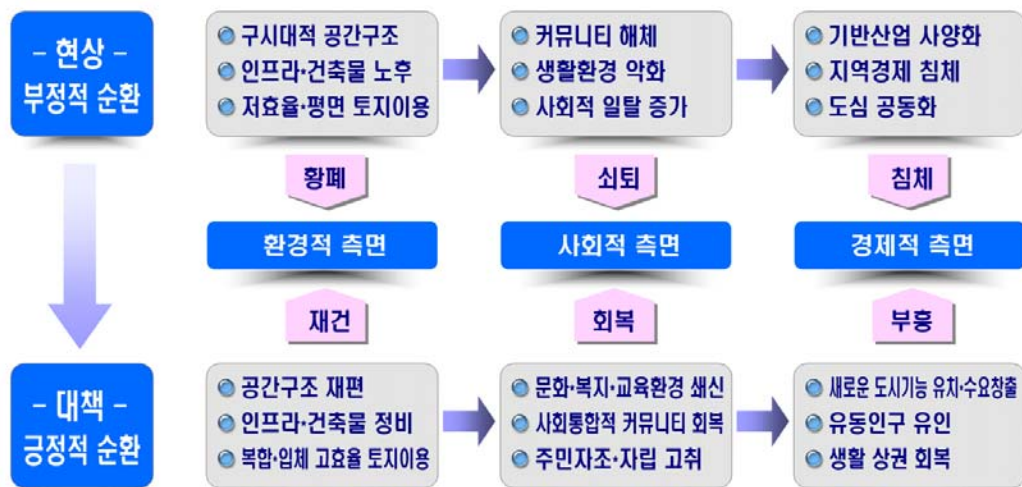 - 현상 -
부정적 순환
구시대적 공간구조
인프라·건축물 노후
저효율·평면 토지이용
커뮤니티 해체
생활환경 악화
사회적 일탈 증가
기반산업 사양화
지역경제 침체
도심 공동화
황폐
쇠퇴
침체
환경적 측면
사회적 측면
경제적 측면
재건
회복
부흥
- 대책 -
긍정적 순환
공간구조 재편
인프라·건축물 정비
복합·입체 고효율 토지이용
문화·복지·교육환경 쇄신
사회통합적 커뮤니티 회복
주민자조·자립 고취
새로운 도시기능 유치·수요창출
유동인구 유인
생활 상권 회복